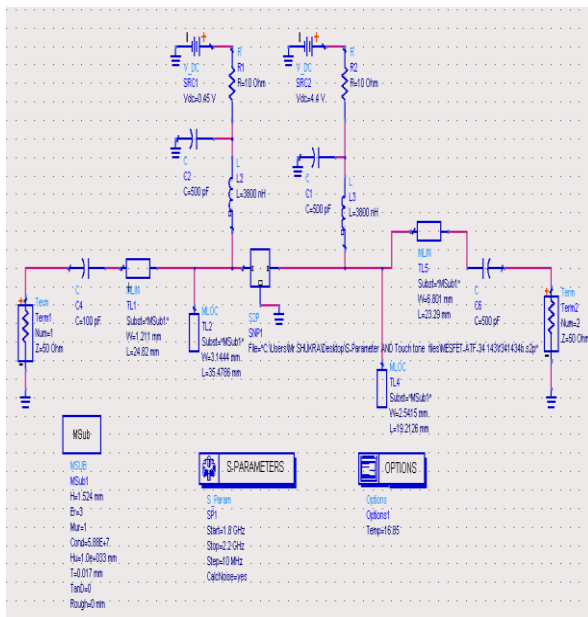 V_DC
SRC1
Vdc=0.45 V
R
R1
R=10 Ohm
V_DC
SRC2
Vdc=4.4 V
R
R2
R=10 Ohm
C
C2
C=500 pF
L
L2
L=3800 nH
C
C1
C=500 pF
L
L3
L=3800 nH
Term
Term1
Num=1
Z=50 Ohm
C
C4
C=100 pF
MLIN
TL1
Subst="MSub1"
W=1.211 mm
L=24.82 mm
MLOC
TL2
Subst="MSub1"
W=3.1444 mm
L=35.4786 mm
S2P
SNP1
MLIN
TL5
Subst="MSub1"
W=6.801 mm
L=23.29 mm
C
C6
C=500 pF
Term
Term2
Num=2
Z=50 Ohm
MLOC
TL4
Subst="MSub1"
W=2.5415 mm
L=19.2126 mm
MSub
MSUB
MSub1
H=1.524 mm
Er=3
Mur=1
Cond=5.88E+7
Hu=1.0e+033 mm
T=0.017 mm
TanD=0
Rough=0 mm
S-PARAMETERS
S_Param
SP1
Start=1.8 GHz
Stop=2.2 GHz
Step=10 MHz
CalcNoise=yes
OPTIONS
Options
Options1
Temp=16.85